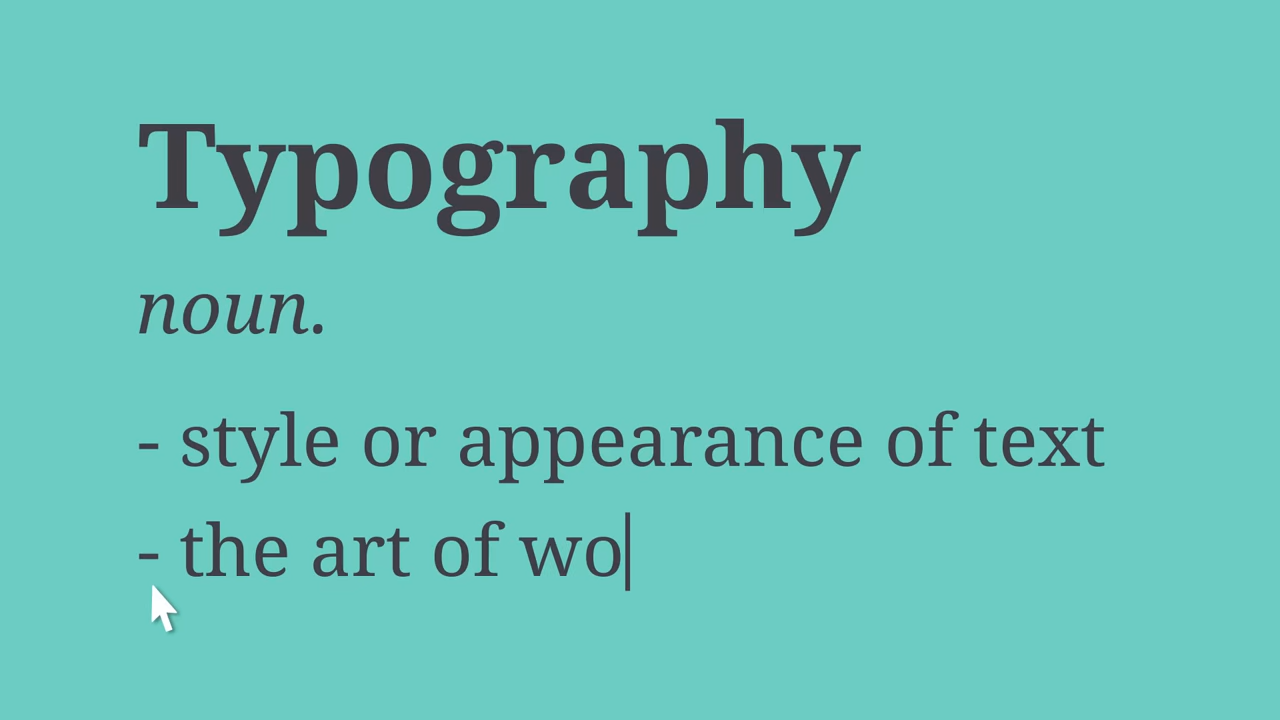 Typography
noun.
- style or appearance of text
- the art of wo